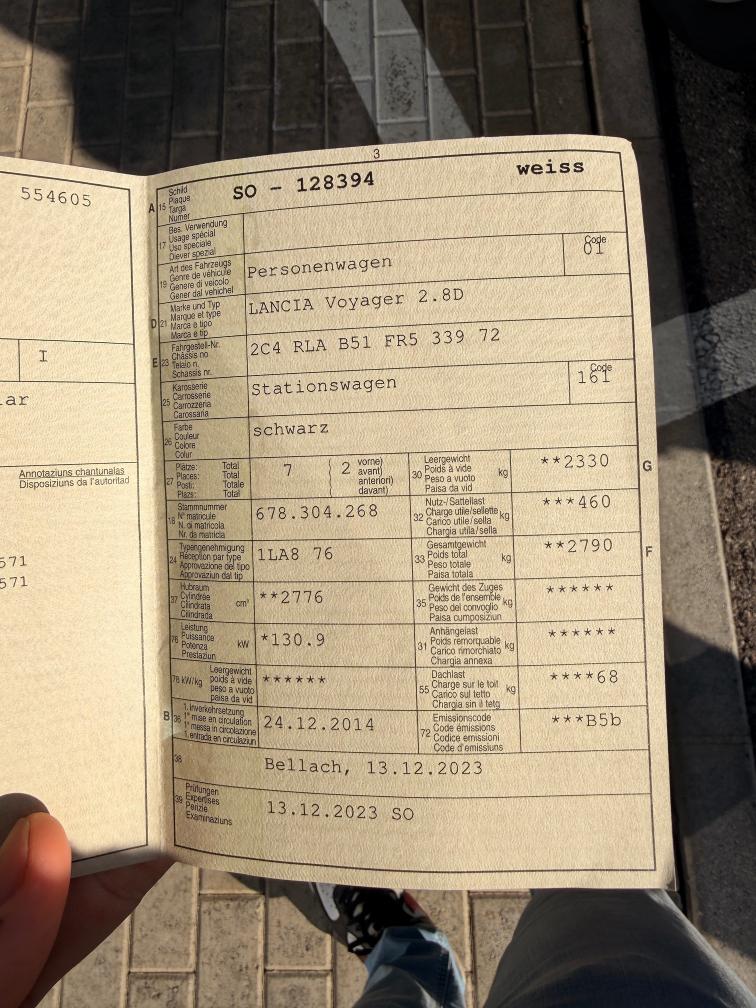 554605
I
ar
Annotaziuns chantunalas
Disposiziuns da l'autoritad
571
571
3
A 15 Schild
Plaque
Targa
Numer
SO - 128394 weiss
17 Bes. Verwendung
Usage spécial
Uso speciale
Diever spezial
19 Art des Fahrzeugs
Genre de véhicule
Genere di veicolo
Gener dal vehichel
Personenwagen
Code
01
D 21 Marke und Typ
Marque et type
Marca e tipo
Marca e tip
LANCIA Voyager 2.8D
E 23 Fahrgestell-Nr.
Châssis no
Telaio n.
Schassis nr.
2C4 RLA B51 FR5 339 72
25 Karosserie
Carrosserie
Carrozzeria
Carossaria
Stationswagen
Code
161
26 Farbe
Couleur
Colore
Colur
schwarz
27 Plätze: Total
Places: Total
Posti: Totale
Plazs: Total
7
2 vorne)
avant)
anteriori)
davant)
30 Leergewicht
Poids à vide
Peso a vuoto
Paisa da vid
kg
**2330
G
18 Stammnummer
N° matricule
N. di matricola
Nr. da matricla
678.304.268
32 Nutz-/Sattellast
Charge utile/sellette
Carico utile/sella
Chargia utila/sella
kg
***460
24 Typengenehmigung
Réception par type
Approvazione del tipo
Approvaziun dal tip
1LA8 76
33 Gesamtgewicht
Poids total
Peso totale
Paisa totala
kg
**2790
F
37 Hubraum
Cylindrée
Cilindrata
Cilindrada
cm³
**2776
35 Gewicht des Zuges
Poids de l'ensemble
Peso del convoglio
Paisa cumposiziun
kg
******
76 Leistung
Puissance
Potenza
Prestaziun
kW
*130.9
31 Anhängelast
Poids remorquable
Carico rimorchiato
Chargia annexa
kg
******
78 kW/kg Leergewicht
poids à vide
peso a vuoto
paisa da vid
******
55 Dachlast
Charge sur le toit
Carico sul tetto
Chargia sin il tetg
kg
****68
B 36 1. Inverkehrsetzung
1re mise en circulation
1a messa in circolazione
1. entrada en circulaziun
24.12.2014
72 Emissionscode
Code émissions
Codice emissioni
Code d'emissiuns
***B5b
38
Bellach, 13.12.2023
39 Prüfungen
Expertises
Perizie
Examinaziuns
13.12.2023 SO